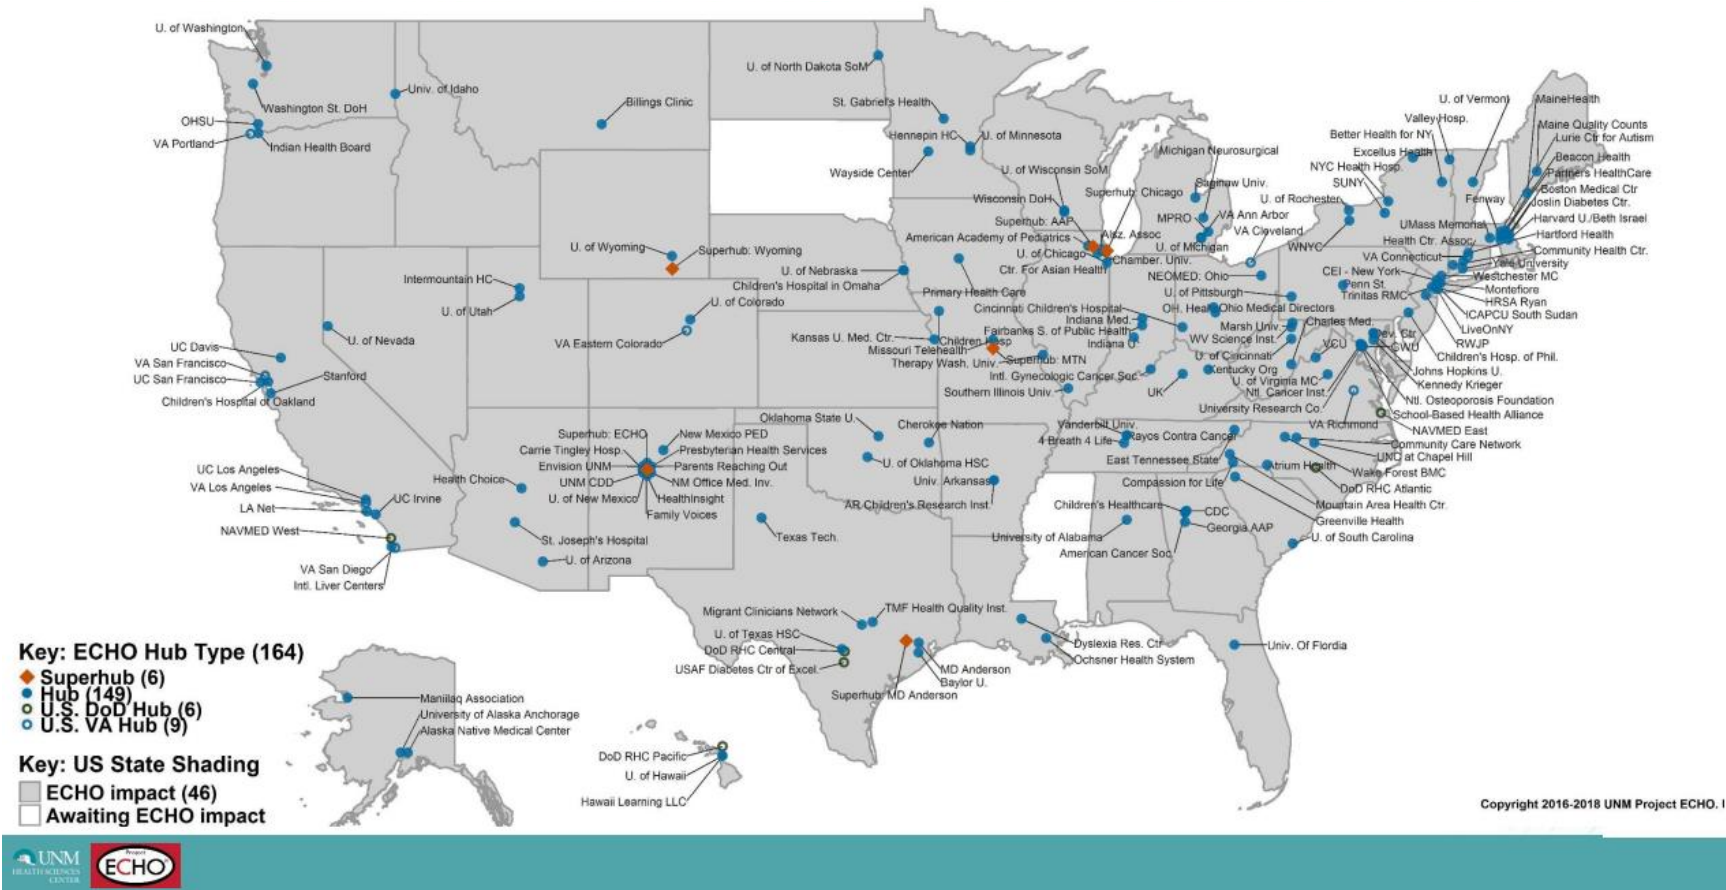 U. of Washington
Washington St. DoH
OHSU
VA Portland
Indian Health Board
Univ. of Idaho
Billings Clinic
U. of North Dakota SoM
St. Gabriel's Health
Hennepin HC
U. of Minnesota
Wayside Center
U. of Wisconsin SoM
Wisconsin DoH
Superhub: Chicago
Superhub: AAP
American Academy of Pediatrics
Alsz. Assoc
U. of Chicago
Chamber. Univ.
Ctr. For Asian Health
Michigan Neurosurgical
Saginaw Univ.
MPRO
VA Ann Arbor
VA Cleveland
U. of Michigan
NEOMED: Ohio
U. of Pittsburgh
U. of Vermont
MaineHealth
Valley Hosp.
Maine Quality Counts
Better Health for NY
Lurie Ctr for Autism
Excellus Health
Beacon Health
NYC Health Hosp.
Partners HealthCare
SUNY
Boston Medical Ctr
U. of Rochester
Fenway
Joslin Diabetes Ctr.
UMass Memorial
Harvard U./Beth Israel
Health Ctr. Assoc
Hartford Health
WNYC
VA Connecticut
Community Health Ctr.
Yale University
CEI - New York
Westchester MC
Penn St.
Montefiore
Trinitas RMC
HRSA Ryan
ICAPCU South Sudan
LiveOnNY
RWJP
Children's Hosp. of Phil.
Johns Hopkins U.
Kennedy Krieger
Ntl. Osteoporosis Foundation
School-Based Health Alliance
NAVMED East
VA Richmond
Community Care Network
UNC at Chapel Hill
Wake Forest BMC
DoD RHC Atlantic
Mountain Area Health Ctr.
Greenville Health
U. of South Carolina
U. of Wyoming
Superhub: Wyoming
Intermountain HC
U. of Utah
U. of Colorado
VA Eastern Colorado
U. of Nevada
UC Davis
VA San Francisco
UC San Francisco
Stanford
Children's Hospital of Oakland
U. of Nebraska
Children's Hospital in Omaha
Primary Health Care
Kansas U. Med. Ctr.
Children Hosp
Missouri Telehealth
Superhub: MTN
Therapy Wash. Univ.
Cincinnati Children's Hospital
Indiana Med.
Fairbanks S. of Public Health
Indiana U.
Intl. Gynecologic Cancer Soc.
Southern Illinois Univ.
OH. Health
Ohio Medical Directors
Marsh Univ.
Charles Med.
WV Science Inst.
VCU
GWU
U. of Cincinnati
Kentucky Org
UK
U. of Virginia MC
Ntl. Cancer Inst.
University Research Co.
Vanderbilt Univ.
4 Breath 4 Life
Rayos Contra Cancer
East Tennessee State
Atrium Health
Compassion for Life
Oklahoma State U.
Cherokee Nation
U. of Oklahoma HSC
Univ. Arkansas
AR Children's Research Inst.
Children's Healthcare
CDC
Georgia AAP
University of Alabama
American Cancer Soc
Superhub: ECHO
New Mexico PED
Carrie Tingley Hosp.
Presbyterian Health Services
Envision UNM
Parents Reaching Out
UNM CDD
NM Office Med. Inv.
U. of New Mexico
HealthInsight
Family Voices
UC Los Angeles
VA Los Angeles
UC Irvine
LA Net
NAVMED West
VA San Diego
Intl. Liver Centers
Health Choice
St. Joseph's Hospital
U. of Arizona
Texas Tech.
Migrant Clinicians Network
TMF Health Quality Inst.
U. of Texas HSC
DoD RHC Central
USAF Diabetes Ctr of Excel.
MD Anderson
Baylor U.
Superhub: MD Anderson
Dyslexia Res. Ctr
Ochsner Health System
Univ. Of Flordia
Key: ECHO Hub Type (164)
Superhub (6)
Hub (149)
U.S. DoD Hub (6)
U.S. VA Hub (9)
Key: US State Shading
ECHO impact (46)
Awaiting ECHO impact
Maniilaq Association
University of Alaska Anchorage
Alaska Native Medical Center
DoD RHC Pacific
U. of Hawaii
Hawaii Learning LLC
Copyright 2016-2018 UNM Project ECHO.
UNM
HEALTH SCIENCES
CENTER
Project
ECHO